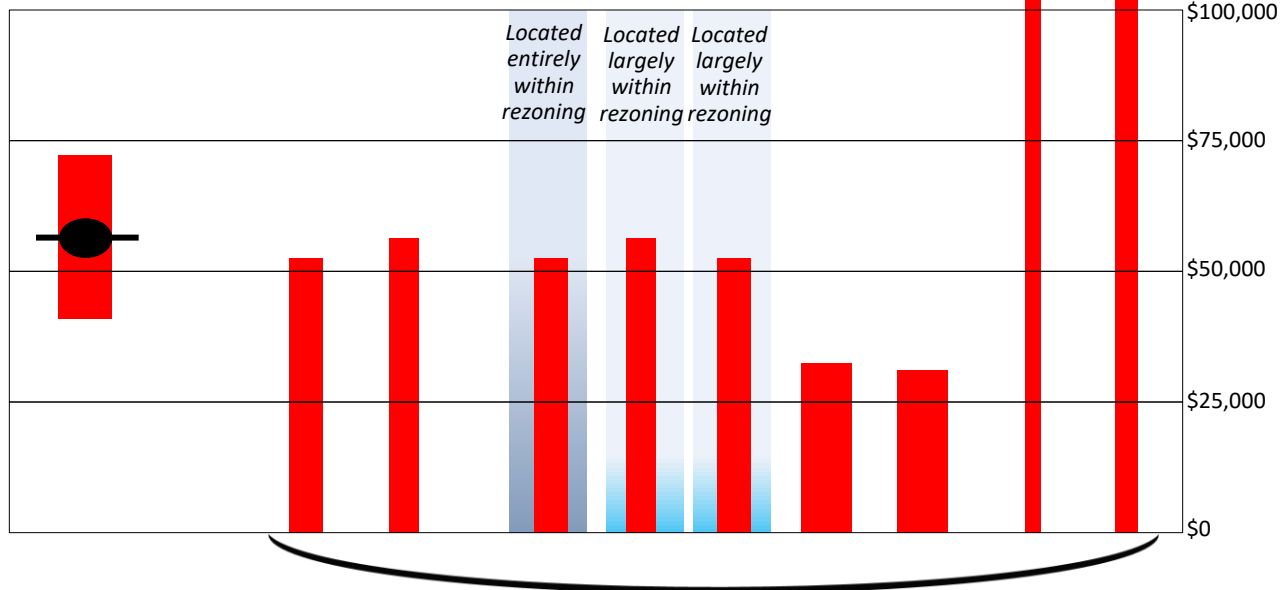 $100,000
Located
entirely
within
rezoning
Located
largely
within
rezoning
Located
largely
within
rezoning
$75,000
$50,000
$25,000
$0